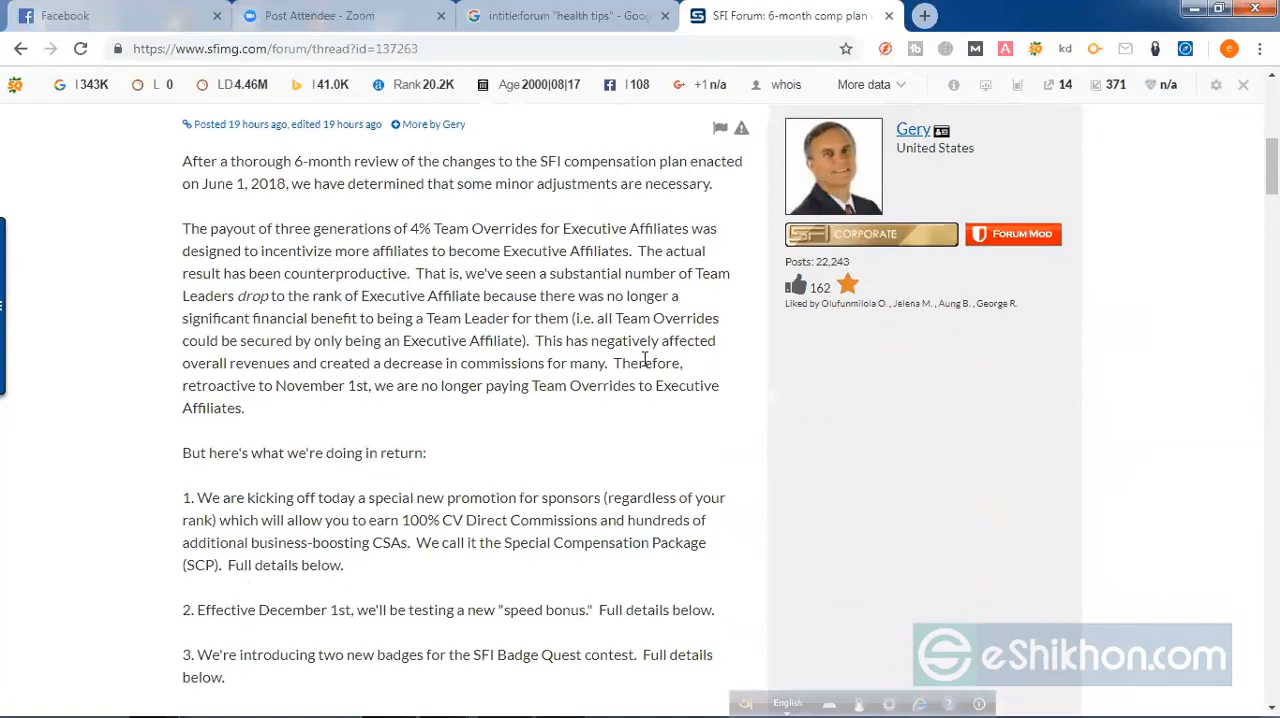 Facebook
Post Attendee - Zoom
intitle:forum "health tips" - Goog
SFI Forum: 6-month comp plan
https://www.sfimg.com/forum/thread?id=137263
kd
I 343K
L 0
LD 4.46M
I 41.0K
Rank 20.2K
Age 2000|08|17
I 108
+1 n/a
whois
More data
14
371
n/a
Posted 19 hours ago, edited 19 hours ago
More by Gery
After a thorough 6-month review of the changes to the SFI compensation plan enacted
on June 1, 2018, we have determined that some minor adjustments are necessary.
The payout of three generations of 4% Team Overrides for Executive Affiliates was
designed to incentivize more affiliates to become Executive Affiliates. The actual
result has been counterproductive. That is, we've seen a substantial number of Team
Leaders drop to the rank of Executive Affiliate because there was no longer a
significant financial benefit to being a Team Leader for them (i.e. all Team Overrides
could be secured by only being an Executive Affiliate). This has negatively affected
overall revenues and created a decrease in commissions for many. Therefore,
retroactive to November 1st, we are no longer paying Team Overrides to Executive
Affiliates.
But here's what we're doing in return:
1. We are kicking off today a special new promotion for sponsors (regardless of your
rank) which will allow you to earn 100% CV Direct Commissions and hundreds of
additional business-boosting CSAs. We call it the Special Compensation Package
(SCP). Full details below.
2. Effective December 1st, we'll be testing a new "speed bonus." Full details below.
3. We're introducing two new badges for the SFI Badge Quest contest. Full details
below.
Gery
United States
SFI CORPORATE
FORUM MOD
Posts: 22,243
162
Liked by Olufunmilola O. , Jelena M. , Aung B. , George R.
eShikhon.com
English